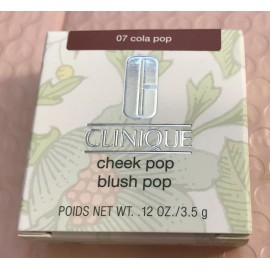 07 cola pop
CLINIQUE
cheek pop
blush pop
POIDS NET WT. .12 OZ./3.5 g